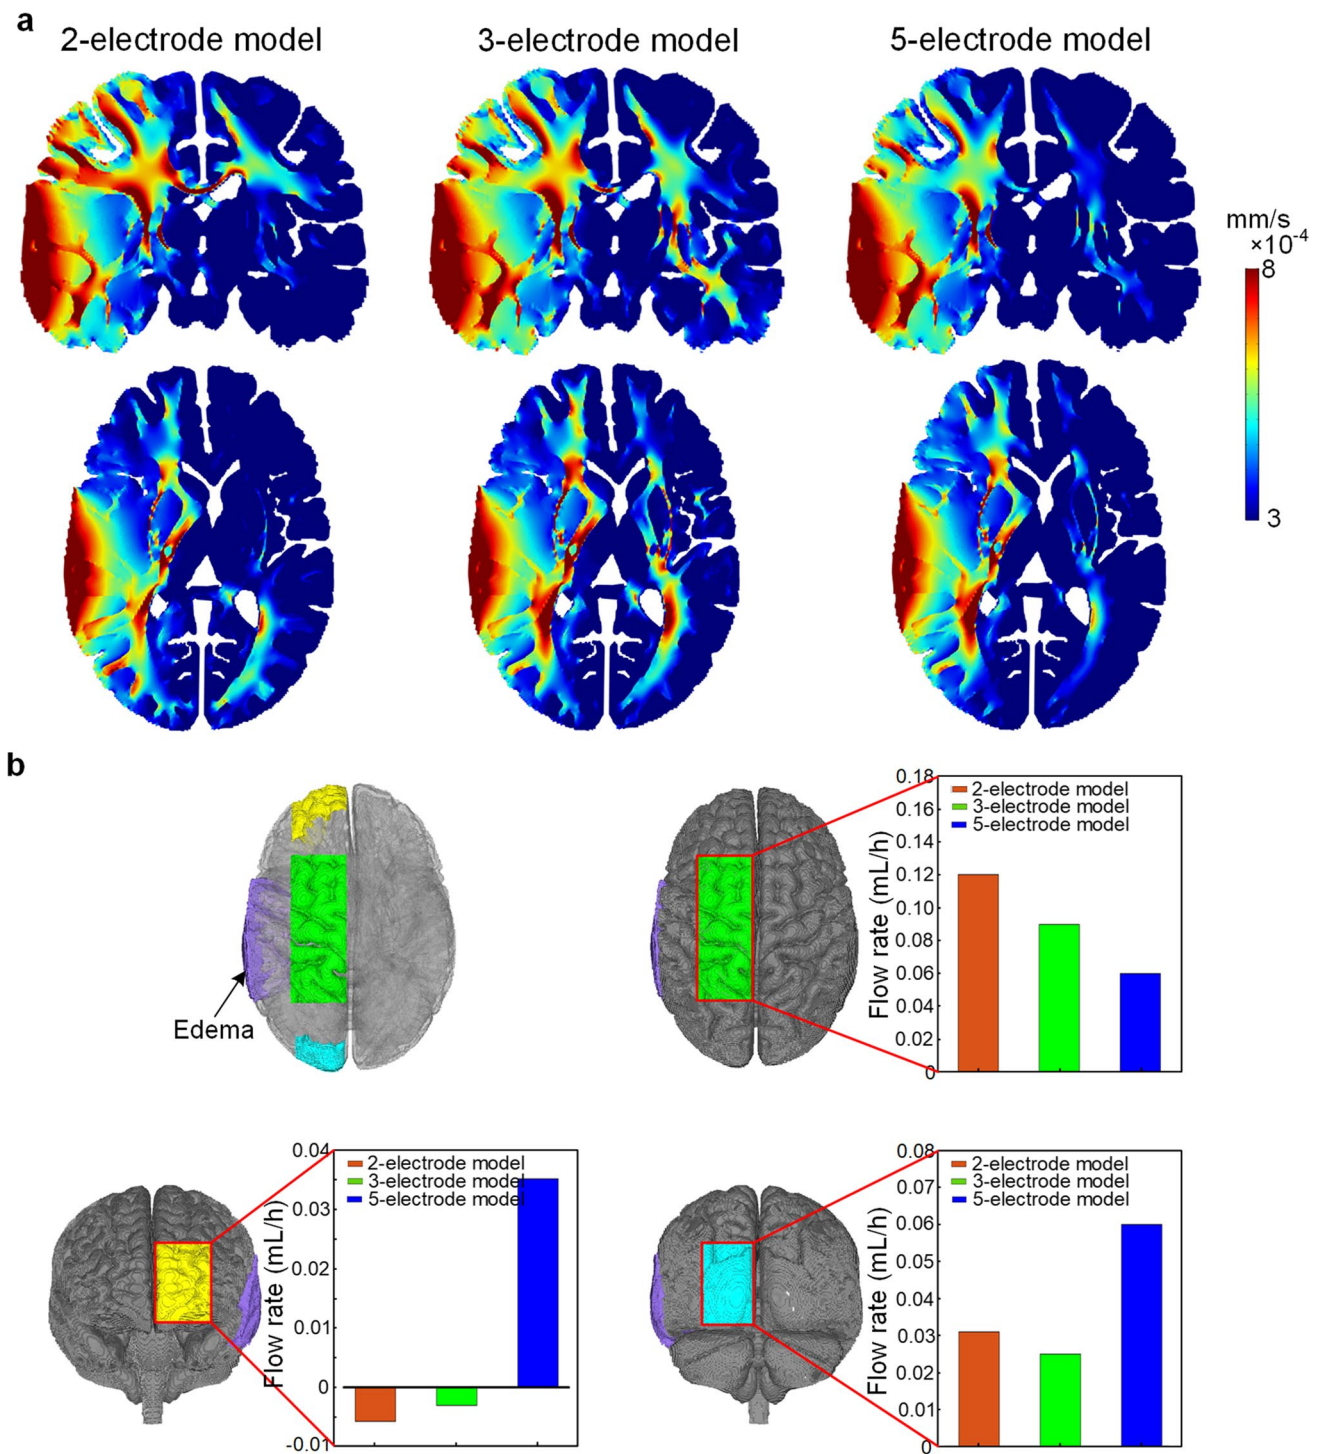 a
2-electrode model
3-electrode model
5-electrode model
mm/s
×10⁻⁴
8
3
b
Edema
0.18
0.16
0.14
0.12
0.10
0.08
0.06
0.04
0.02
0
Flow rate (mL/h)
2-electrode model
3-electrode model
5-electrode model
0.04
0.03
0.02
0.01
0
-0.01
Flow rate (mL/h)
2-electrode model
3-electrode model
5-electrode model
0.08
0.07
0.06
0.05
0.04
0.03
0.02
0.01
0
Flow rate (mL/h)
2-electrode model
3-electrode model
5-electrode model